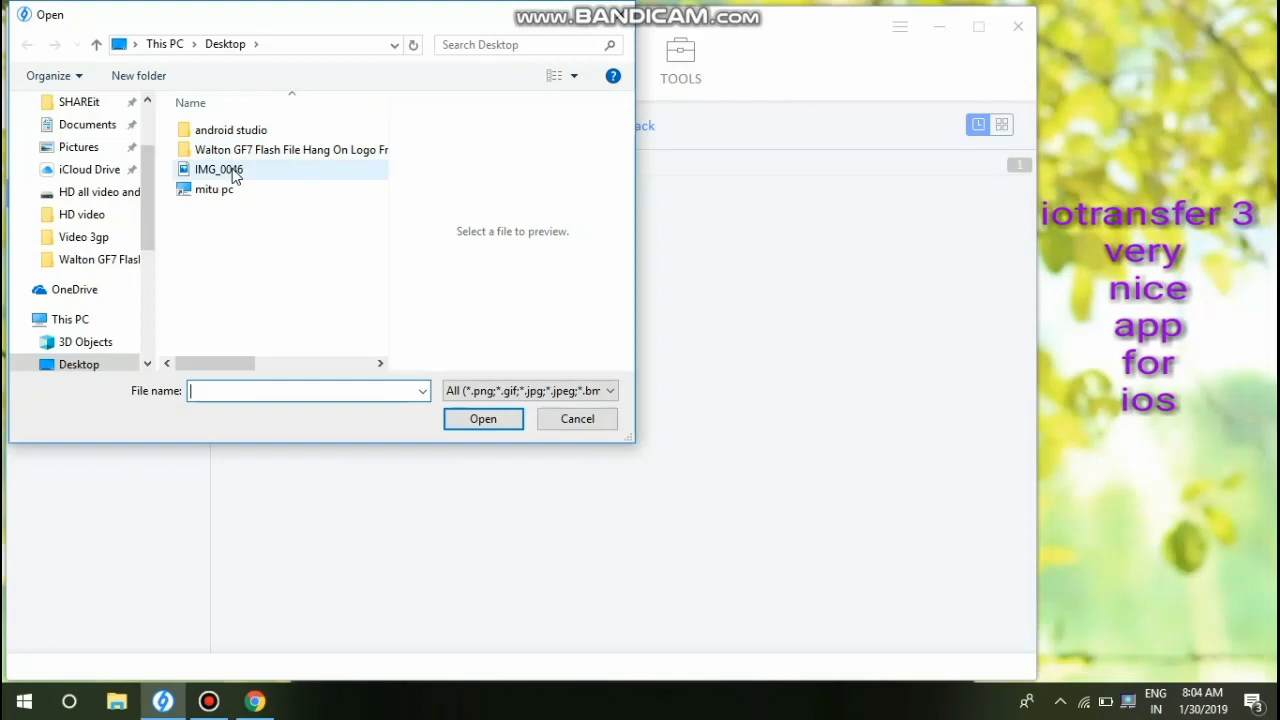 Open
www.BANDICAM.com
This PC
Desktop
Search Desktop
TOOLS
Organize
New folder
?
SHAREit
Documents
Pictures
iCloud Drive
HD all video and
HD video
Video 3gp
Walton GF7 Flash
OneDrive
This PC
3D Objects
Desktop
Name
android studio
Walton GF7 Flash File Hang On Logo Fr
IMG_0046
mitu pc
Select a file to preview.
ack
1
File name:
All (*.png;*.gif;*.jpg;*.jpeg;*.bm
Open
Cancel
iotransfer 3
very
nice
app
for
ios
ENG
IN
8:04 AM
1/30/2019
3